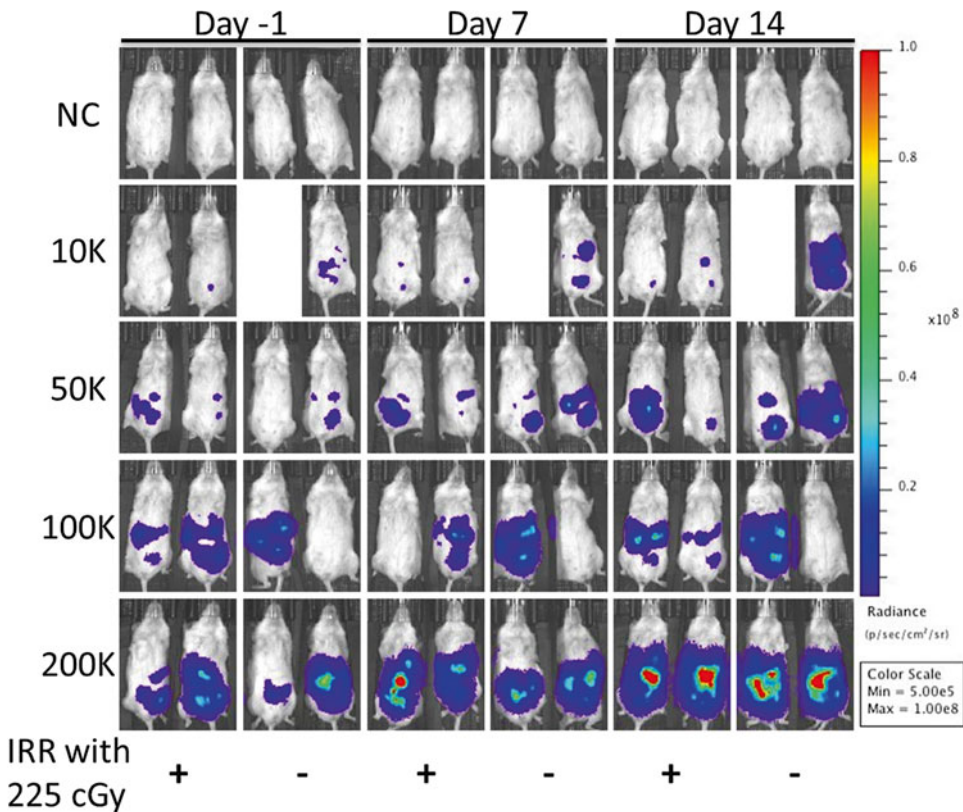 Day -1 Day 7 Day 14
NC
10K
50K
100K
200K
IRR with
225 cGy
+ - + - + -
1.0
0.8
0.6
x10⁸
0.4
0.2
Radiance
(p/sec/cm²/sr)
Color Scale
Min = 5.00e5
Max = 1.00e8